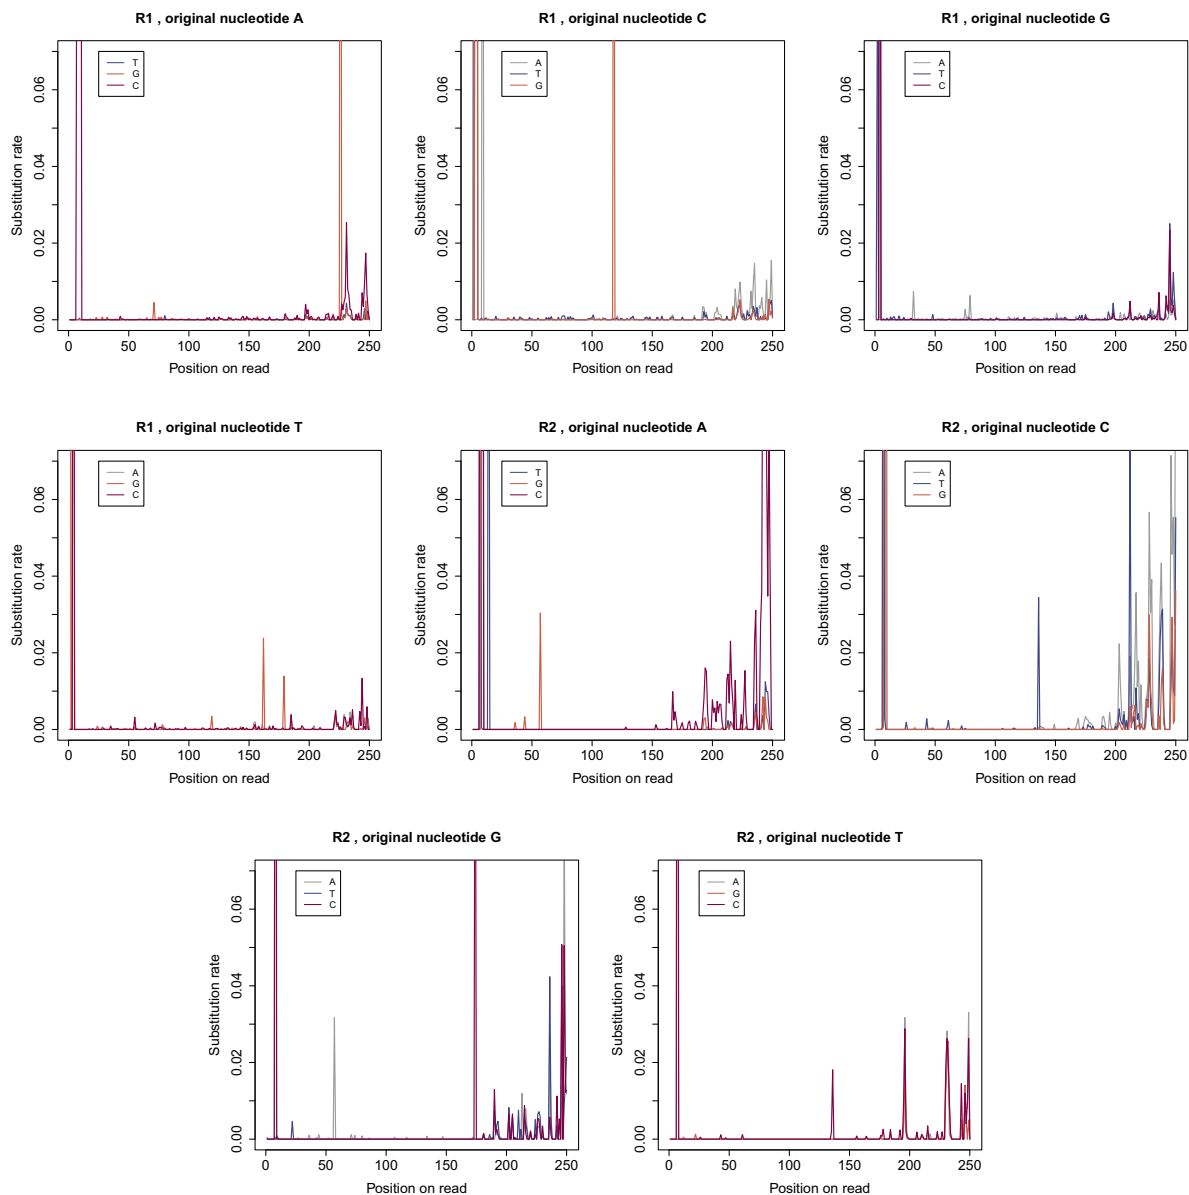 R1 , original nucleotide A
Substitution rate
0.00 0.02 0.04 0.06
T
G
C
0 50 100 150 200 250
Position on read
R1 , original nucleotide C
Substitution rate
0.00 0.02 0.04 0.06
A
T
G
0 50 100 150 200 250
Position on read
R1 , original nucleotide G
Substitution rate
0.00 0.02 0.04 0.06
A
T
C
0 50 100 150 200 250
Position on read
R1 , original nucleotide T
Substitution rate
0.00 0.02 0.04 0.06
A
G
C
0 50 100 150 200 250
Position on read
R2 , original nucleotide A
Substitution rate
0.00 0.02 0.04 0.06
T
G
C
0 50 100 150 200 250
Position on read
R2 , original nucleotide C
Substitution rate
0.00 0.02 0.04 0.06
A
T
G
0 50 100 150 200 250
Position on read
R2 , original nucleotide G
Substitution rate
0.00 0.02 0.04 0.06
A
T
C
0 50 100 150 200 250
Position on read
R2 , original nucleotide T
Substitution rate
0.00 0.02 0.04 0.06
A
G
C
0 50 100 150 200 250
Position on read